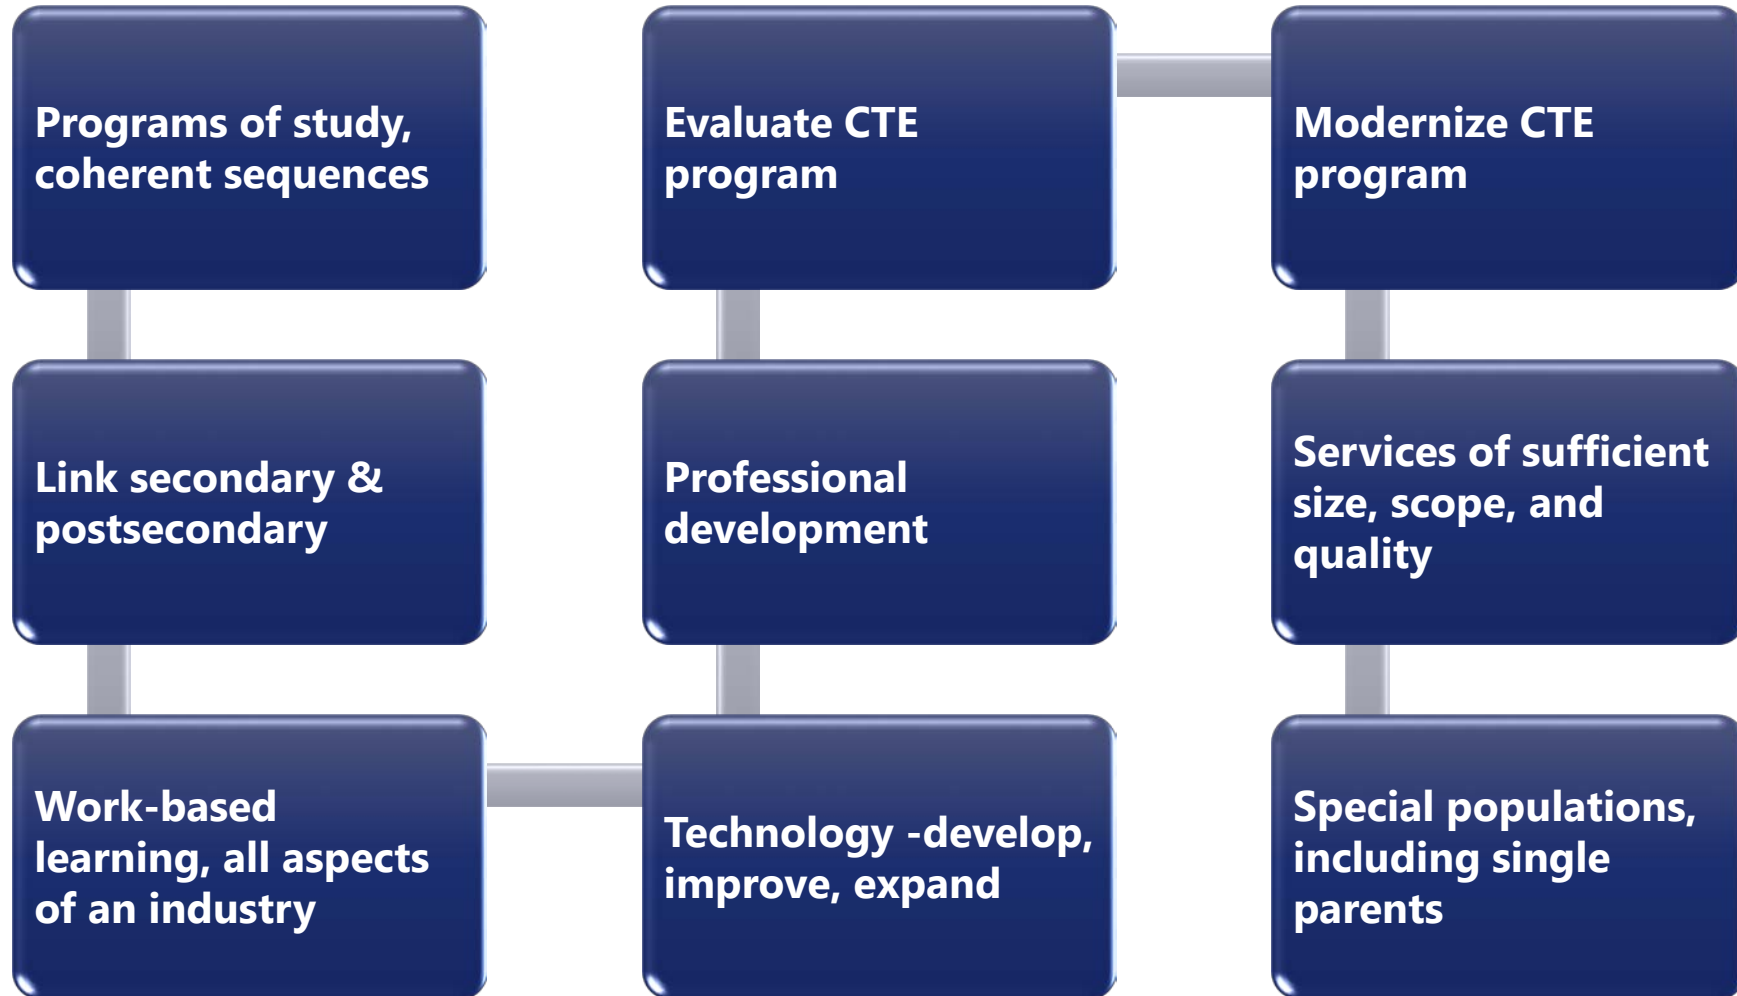 Programs of study,
coherent sequences
Link secondary &
postsecondary
Work-based
learning, all aspects
of an industry
Technology -develop,
improve, expand
Professional
development
Evaluate CTE
program
Modernize CTE
program
Services of sufficient
size, scope, and
quality
Special populations,
including single
parents